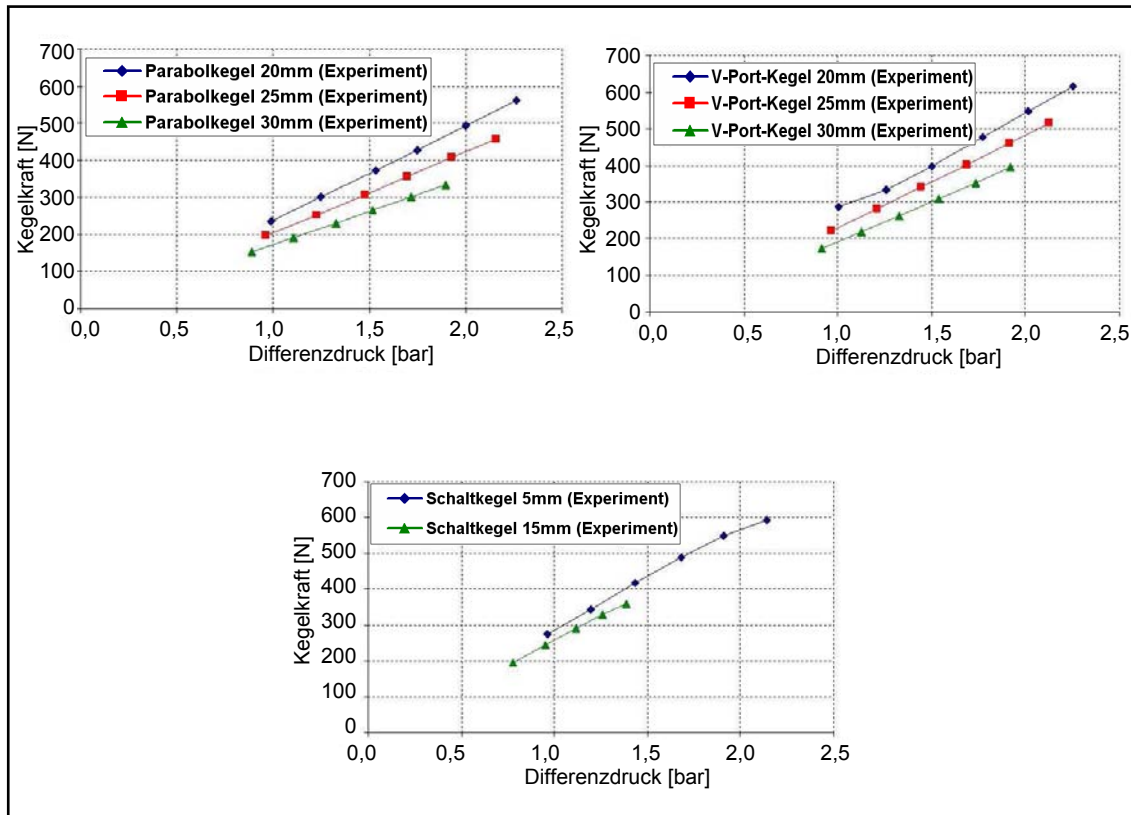 700
600
500
400
300
200
100
0
Kegelkraft [N]
Parabolkegel 20mm (Experiment)
Parabolkegel 25mm (Experiment)
Parabolkegel 30mm (Experiment)
0,0 0,5 1,0 1,5 2,0 2,5
Differenzdruck [bar]
700
600
500
400
300
200
100
0
Kegelkraft [N]
V-Port-Kegel 20mm (Experiment)
V-Port-Kegel 25mm (Experiment)
V-Port-Kegel 30mm (Experiment)
0,0 0,5 1,0 1,5 2,0 2,5
Differenzdruck [bar]
700
600
500
400
300
200
100
0
Kegelkraft [N]
Schaltkegel 5mm (Experiment)
Schaltkegel 15mm (Experiment)
0,0 0,5 1,0 1,5 2,0 2,5
Differenzdruck [bar]